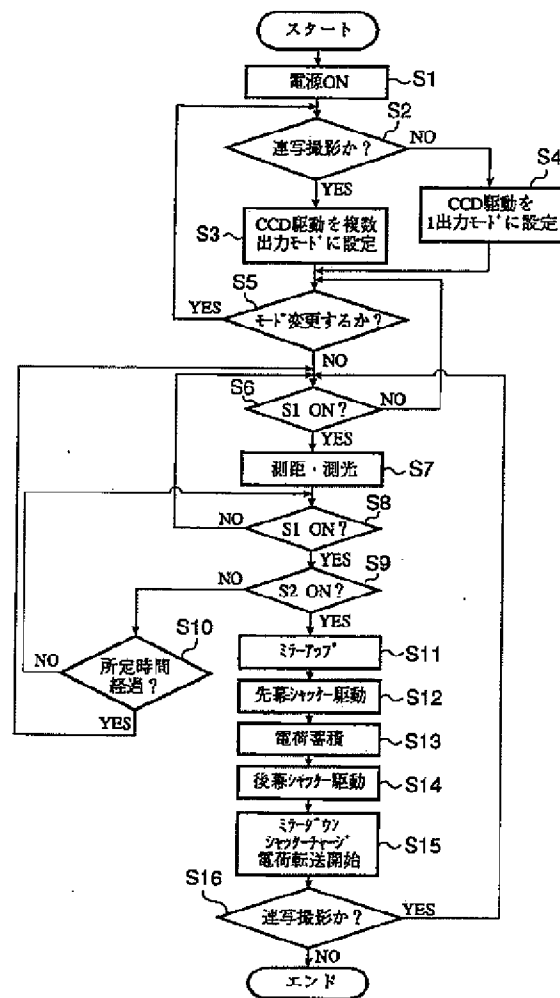 スタート
電源ON
S1
S2
連写撮影か?
NO
S4
YES
CCD駆動を複数
出力モードに設定
S3
CCD駆動を
1出力モードに設定
S5
YES
モード変更するか?
NO
S6
NO
S1 ON?
YES
測距・測光
S7
S8
NO
S1 ON?
YES
S9
NO
S2 ON?
YES
S10
NO
所定時間
経過?
YES
ミラーアップ
S11
先幕シャッター駆動
S12
電荷蓄積
S13
後幕シャッター駆動
S14
ミラーダウン
シャッターチャージ
電荷転送開始
S15
S16
連写撮影か?
YES
NO
エンド